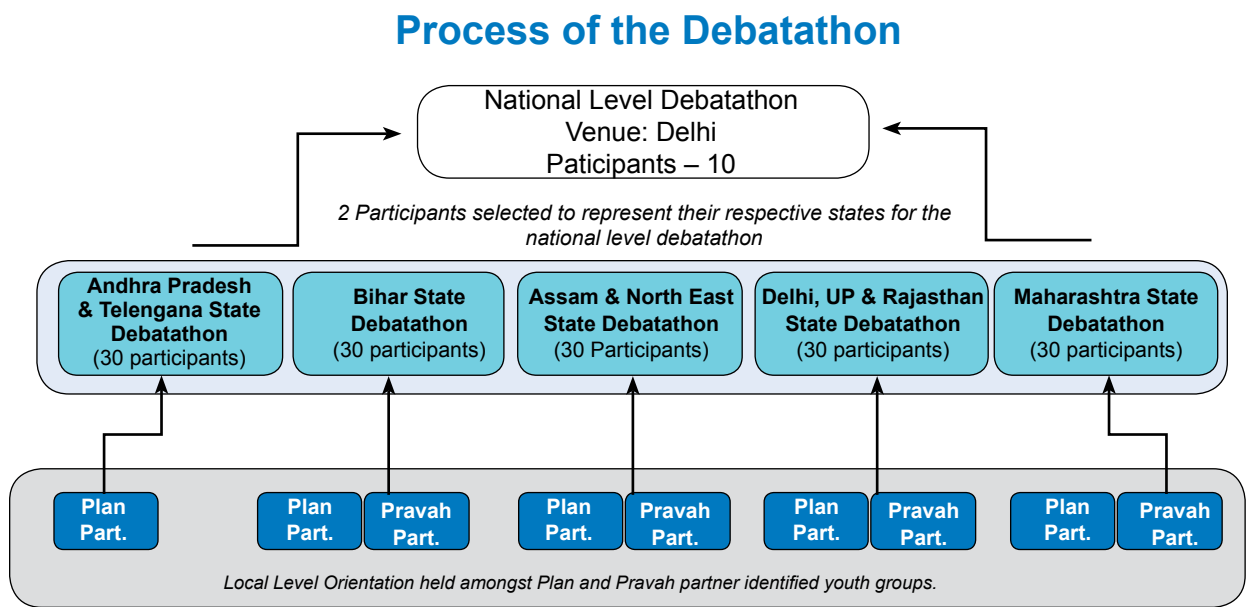 Process of the Debatathon
National Level Debatathon
Venue: Delhi
Paticipants – 10
2 Participants selected to represent their respective states for the
national level debatathon
Andhra Pradesh
& Telengana State
Debatathon
(30 participants)
Bihar State
Debatathon
(30 participants)
Assam & North East
State Debatathon
(30 Participants)
Delhi, UP & Rajasthan
State Debatathon
(30 participants)
Maharashtra State
Debatathon
(30 participants)
Plan
Part.
Plan
Part.
Pravah
Part.
Plan
Part.
Pravah
Part.
Plan
Part.
Pravah
Part.
Plan
Part.
Pravah
Part.
Local Level Orientation held amongst Plan and Pravah partner identified youth groups.